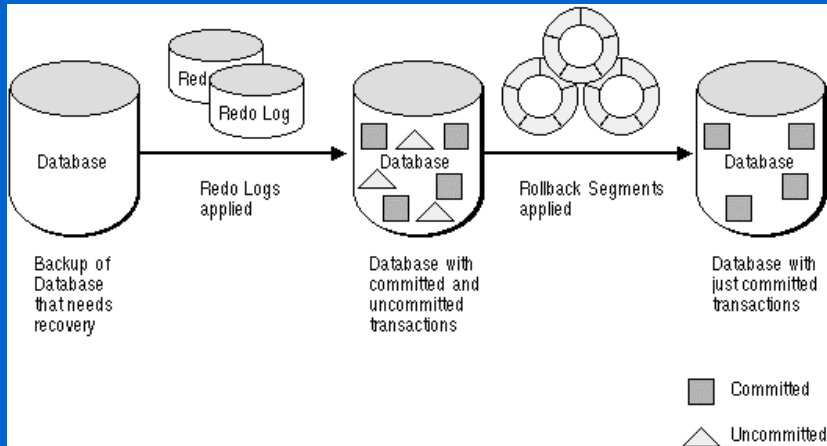 Redo
Redo Log
Database
Database
Database
Redo Logs
applied
Rollback Segments
applied
Backup of
Database
that needs
recovery
Database with
committed and
uncommitted
transactions
Database with
just committed
transactions
Committed
Uncommitted